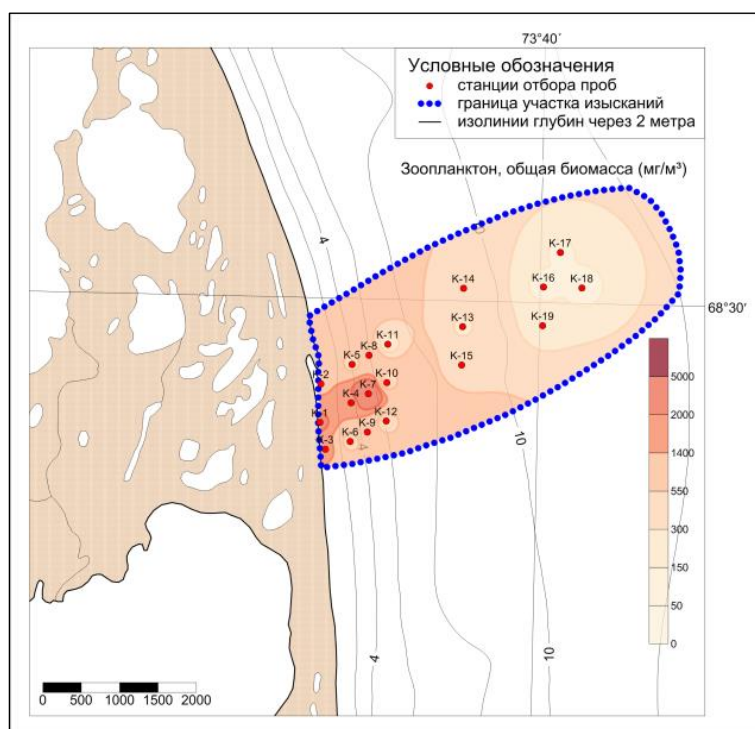 73°40´
Условные обозначения
станции отбора проб
граница участка изысканий
изолинии глубин через 2 метра
Зоопланктон, общая биомасса (мг/м³)
4
K-17
K-14
K-16
K-18
68°30´
K-13
K-19
K-11
K-8
K-5
K-15
K-2
K-10
K-7
K-4
K-1
K-12
K-9
K-6
K-3
4
10
5000
2000
1400
550
300
150
50
0
4
10
0 500 1000 1500 2000